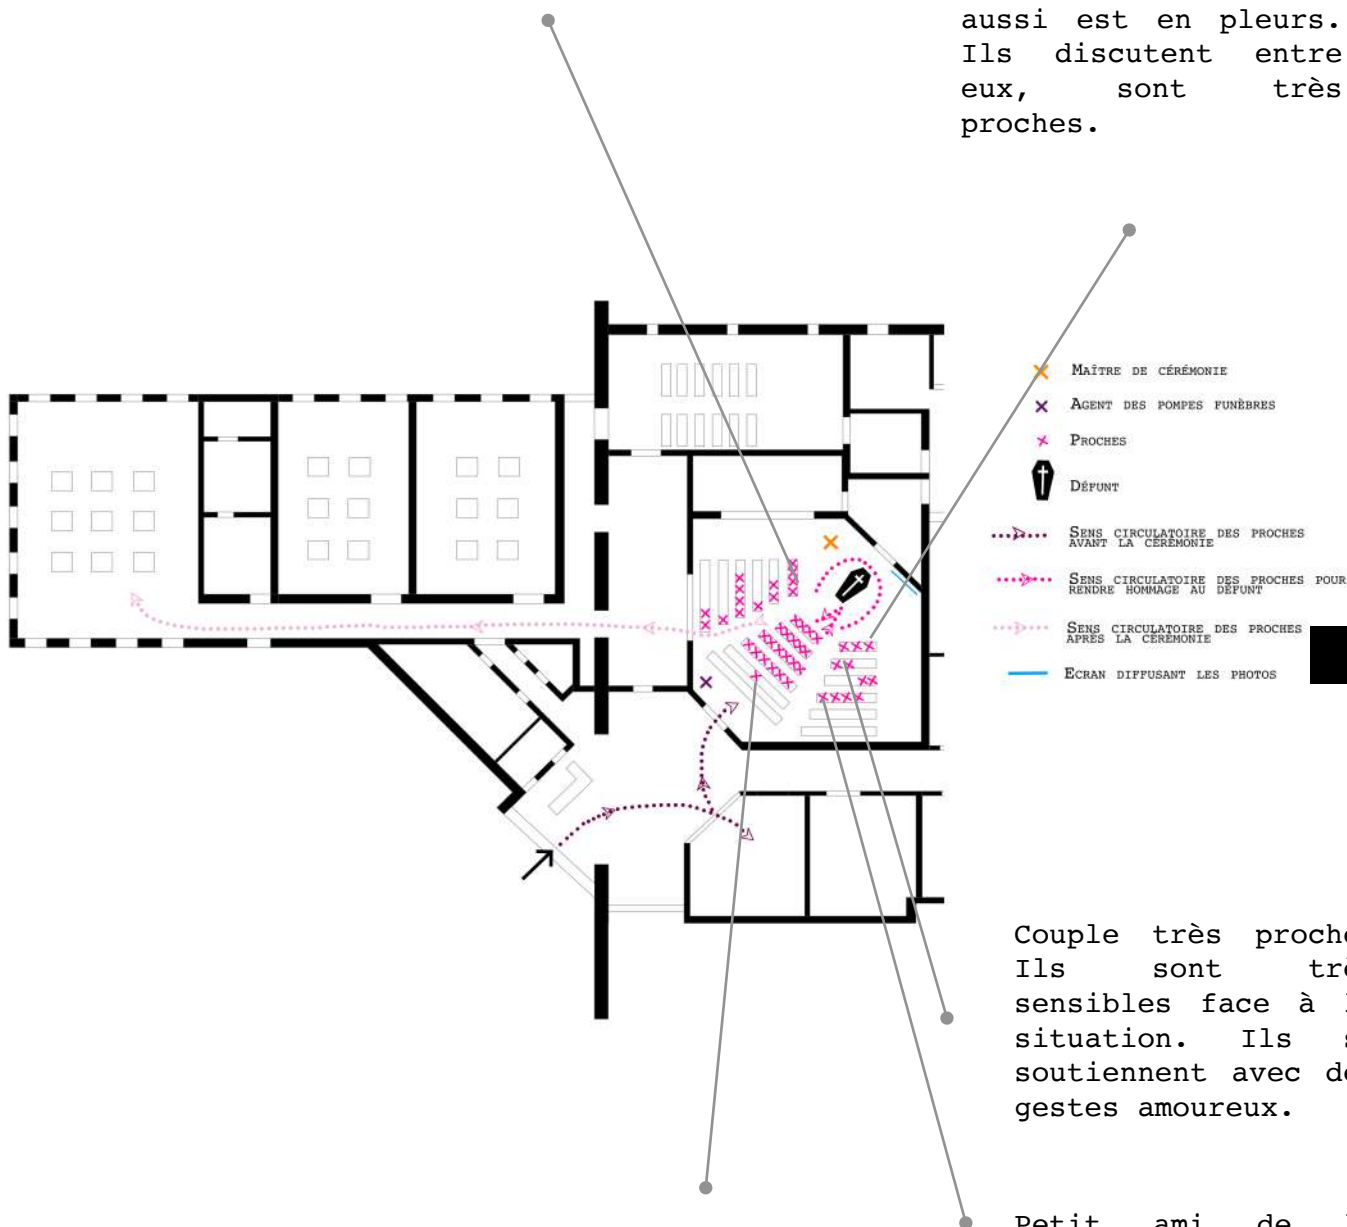 aussi est en pleurs.
Ils discutent entre
eux, sont très
proches.
MAÎTRE DE CÉRÉMONIE
AGENT DES POMPES FUNÈBRES
PROCHES
DÉFUNT
SENS CIRCULATOIRE DES PROCHES
AVANT LA CÉRÉMONIE
SENS CIRCULATOIRE DES PROCHES POUR
RENDRE HOMMAGE AU DÉFUNT
SENS CIRCULATOIRE DES PROCHES
APRÈS LA CÉRÉMONIE
ECRAN DIFFUSANT LES PHOTOS
Couple très proche
Ils sont
sensibles face à
situation. Ils
soutiennent avec
gestes amoureux.
Petit ami de